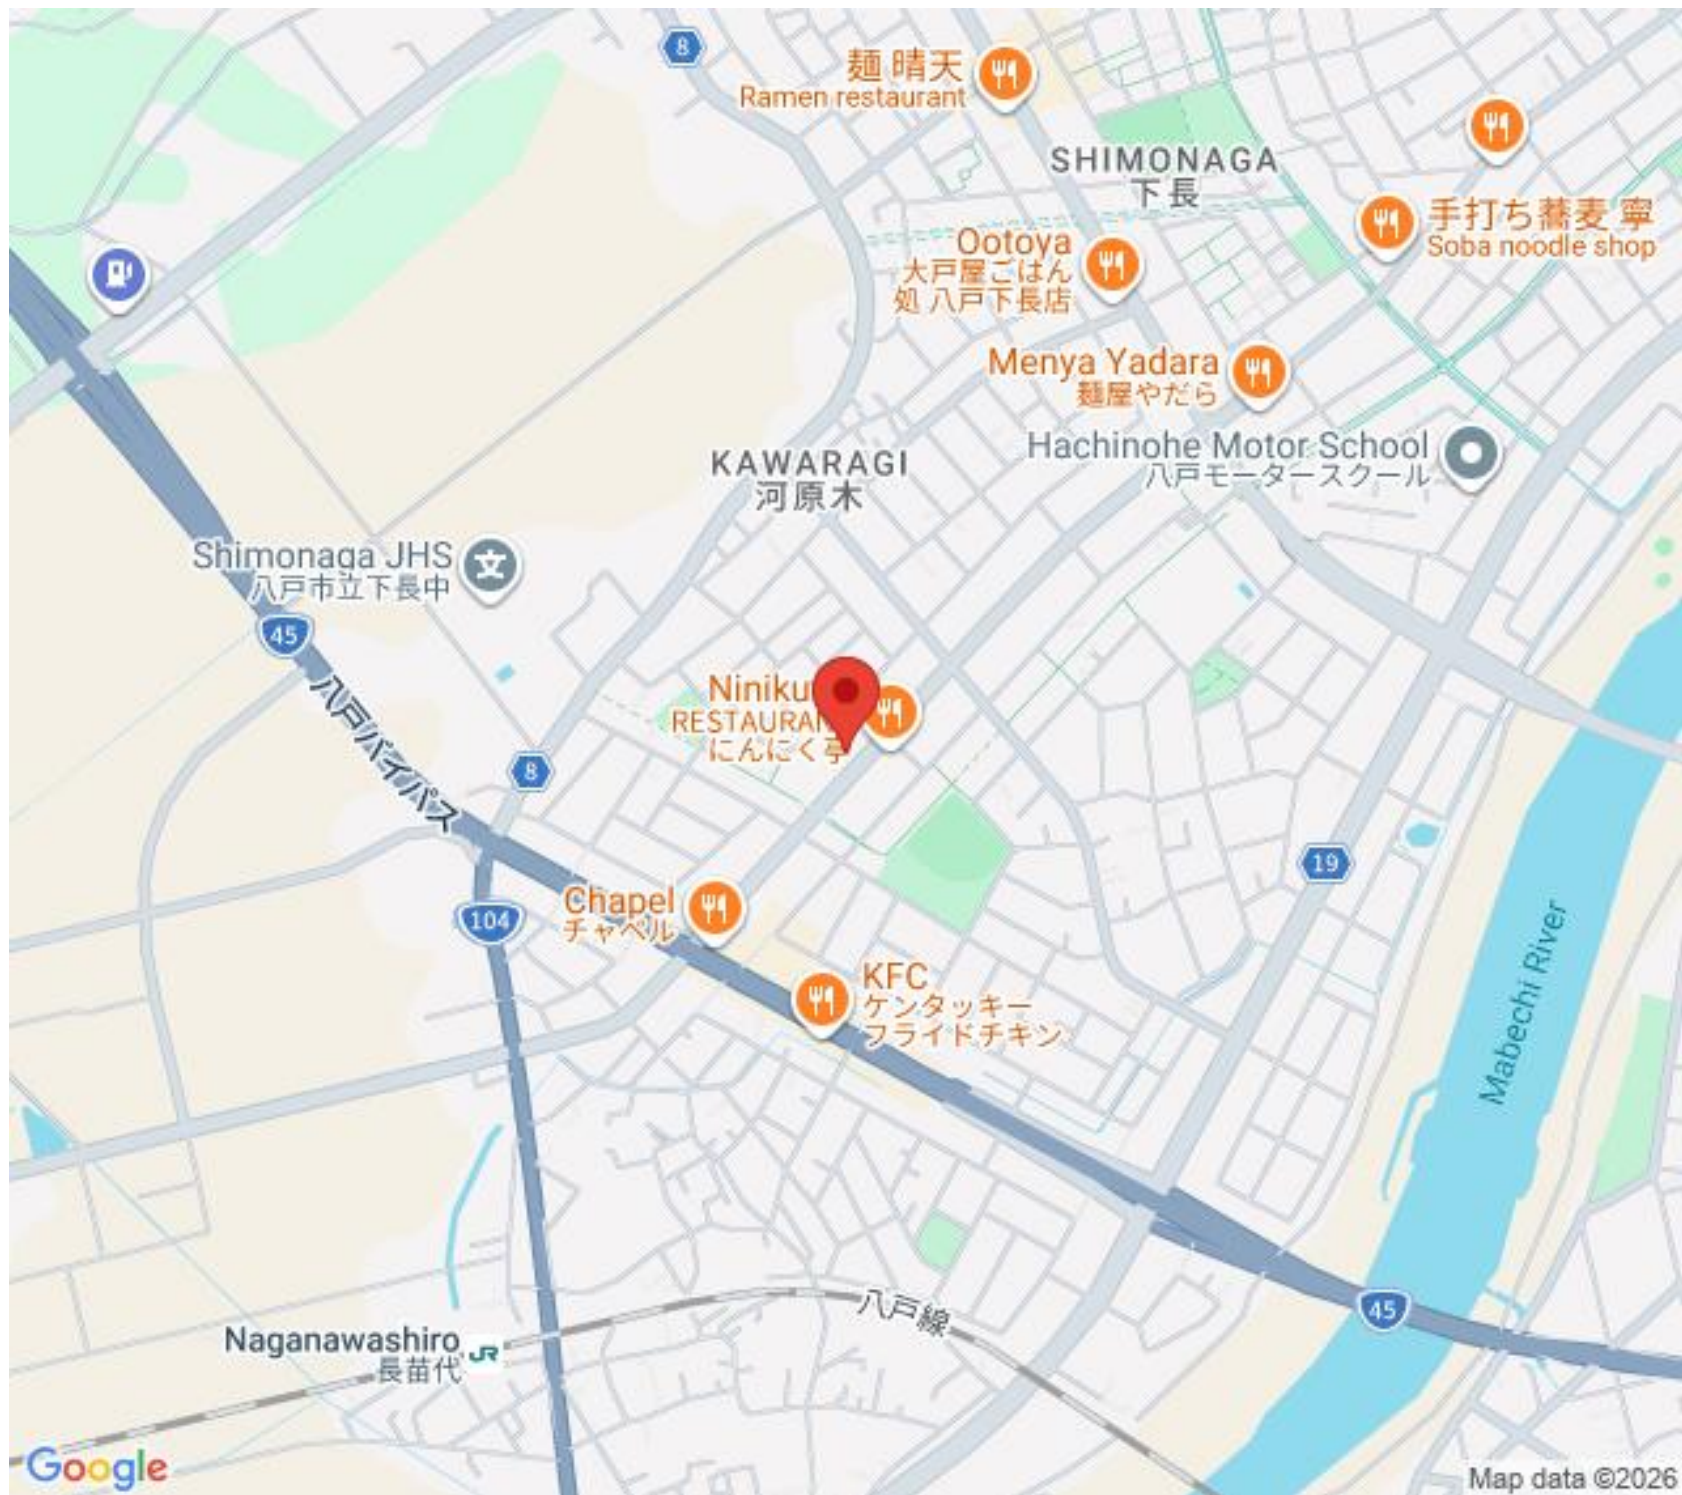 8
麺 晴天
Ramen restaurant
SHIMONAGA
下長
手打ち蕎麦 寧
Soba noodle shop
Ootoya
大戸屋ごはん
処 八戸下長店
Menya Yadara
麺屋やだら
Hachinohe Motor School
八戸モータースクール
KAWARAGI
河原木
Shimonaga JHS
八戸市立下長中
文
45
八戸バイパス
Niniku
RESTAURAN
にんにく亭
8
19
Chapel
チャペル
104
KFC
ケンタッキー
フライドチキン
Mabechi River
45
八戸線
Naganawashiro
長苗代
JR
Google
Map data ©2026